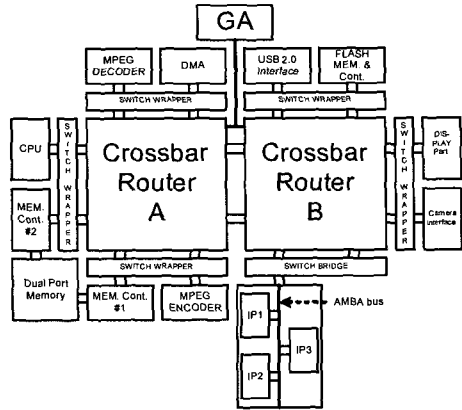 GA
MPEG
DECODER
DMA
USB 2.0
Interface
FLASH
MEM. &
Cont.
SWITCH WRAPPER
SWITCH WRAPPER
CPU
SWITCH WRAPPER
Crossbar
Router
A
Crossbar
Router
B
SWITCH WRAPPER
DIS-
PLAY
Part
MEM.
Cont.
#2
Camera
Interface
SWITCH WRAPPER
SWITCH BRIDGE
Dual Port
Memory
MEM. Cont.
#1
MPEG
ENCODER
AMBA bus
IP1
IP3
IP2